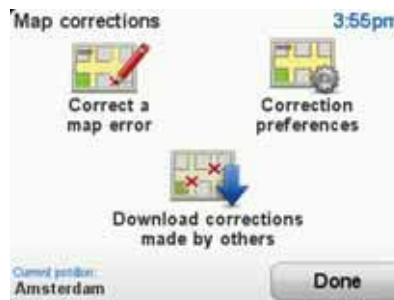 Map corrections
3:55pm
Correct a
map error
Correction
preferences
Download corrections
made by others
Current position:
Amsterdam
Done